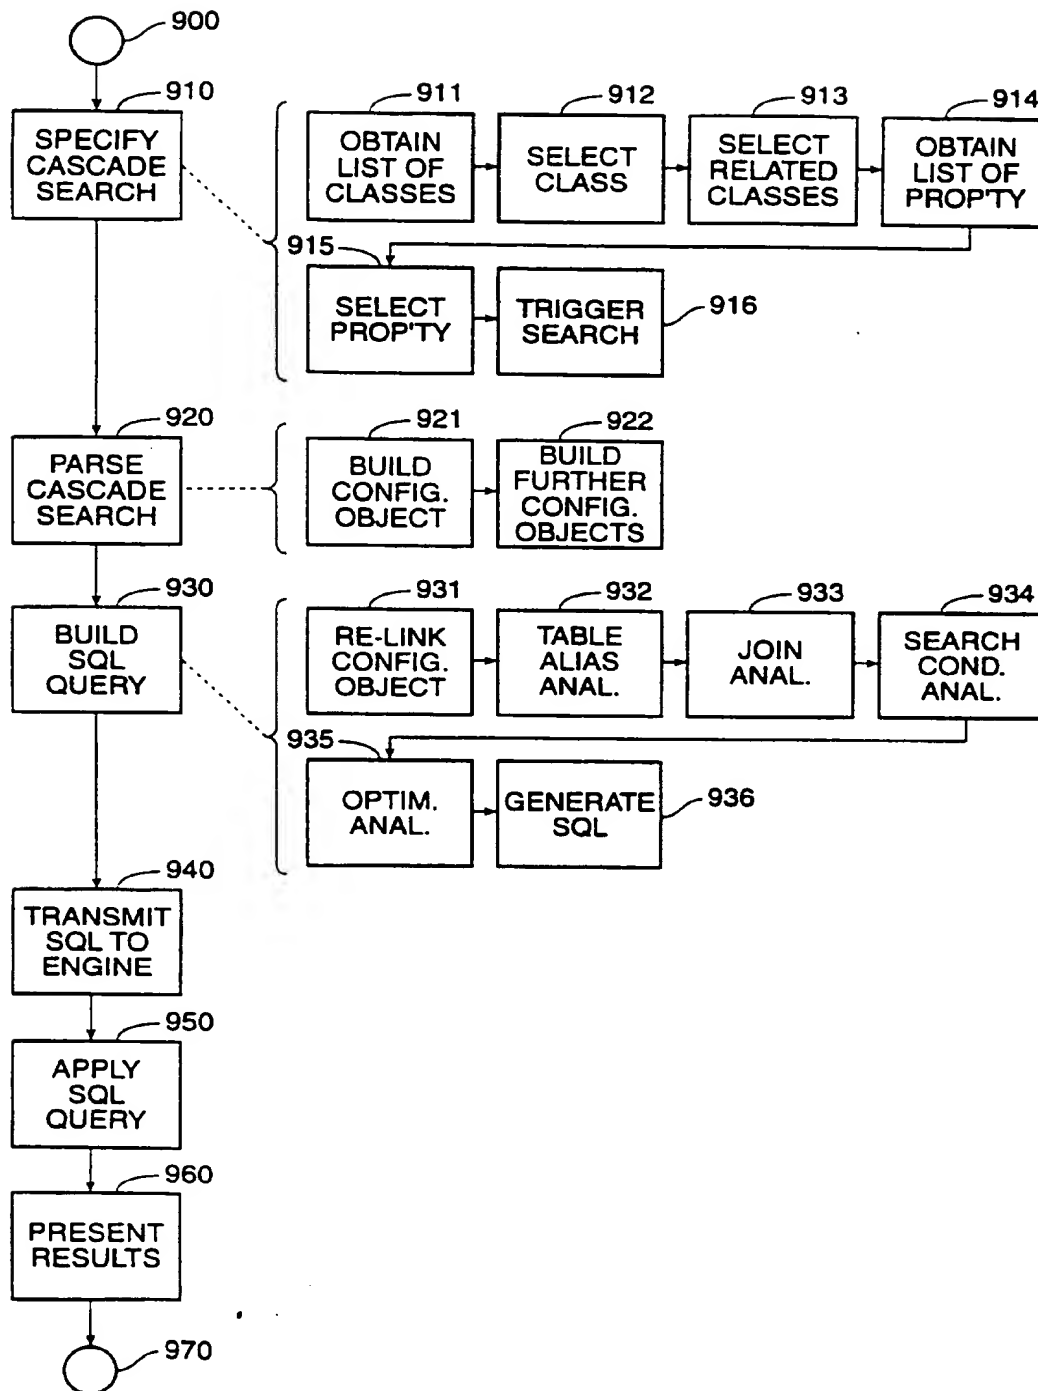 900
910
SPECIFY
CASCADE
SEARCH
911
OBTAIN
LIST OF
CLASSES
912
SELECT
CLASS
913
SELECT
RELATED
CLASSES
914
OBTAIN
LIST OF
PROP'TY
915
SELECT
PROP'TY
TRIGGER
SEARCH
916
920
PARSE
CASCADE
SEARCH
921
BUILD
CONFIG.
OBJECT
922
BUILD
FURTHER
CONFIG.
OBJECTS
930
BUILD
SQL
QUERY
931
RE-LINK
CONFIG.
OBJECT
932
TABLE
ALIAS
ANAL.
933
JOIN
ANAL.
934
SEARCH
COND.
ANAL.
935
OPTIM.
ANAL.
GENERATE
SQL
936
940
TRANSMIT
SQL TO
ENGINE
950
APPLY
SQL
QUERY
960
PRESENT
RESULTS
970